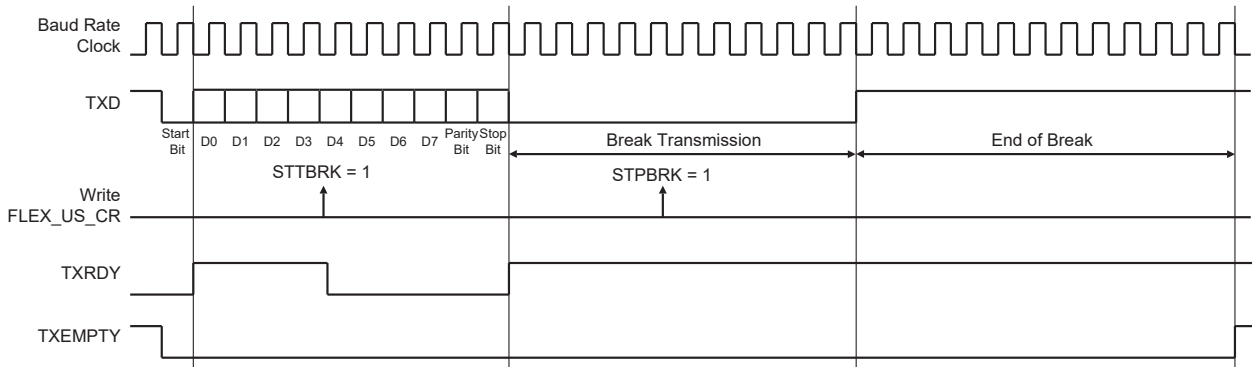 Baud Rate
Clock
TXD
Start
Bit
D0 D1 D2 D3 D4 D5 D6 D7
Parity
Bit
Stop
Bit
Break Transmission
End of Break
STTBRK = 1
STPBRK = 1
Write
FLEX_US_CR
TXRDY
TXEMPTY